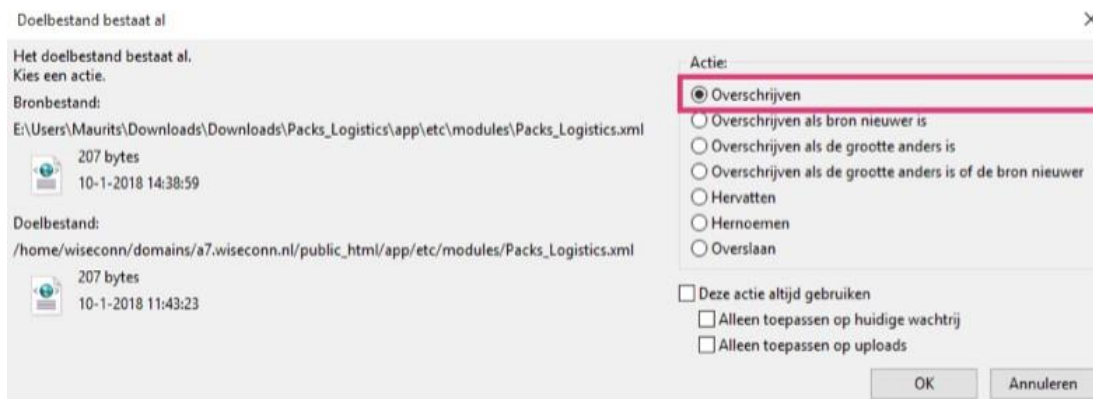 Doelbestand bestaat al
Het doelbestand bestaat al.
Kies een actie.
Bronbestand:
E:\Users\Maurits\Downloads\Downloads\Packs_Logistics\app\etc\modules\Packs_Logistics.xml
207 bytes
10-1-2018 14:38:59
Doelbestand:
/home/wiseconn/domains/a7.wiseconn.nl/public_html/app/etc/modules/Packs_Logistics.xml
207 bytes
10-1-2018 11:43:23
Actie:
Overschrijven
Overschrijven als bron nieuwer is
Overschrijven als de grootte anders is
Overschrijven als de grootte anders is of de bron nieuwer
Hervatten
Hernoemen
Overslaan
Deze actie altijd gebruiken
Alleen toepassen op huidige wachtrij
Alleen toepassen op uploads
OK
Annuleren